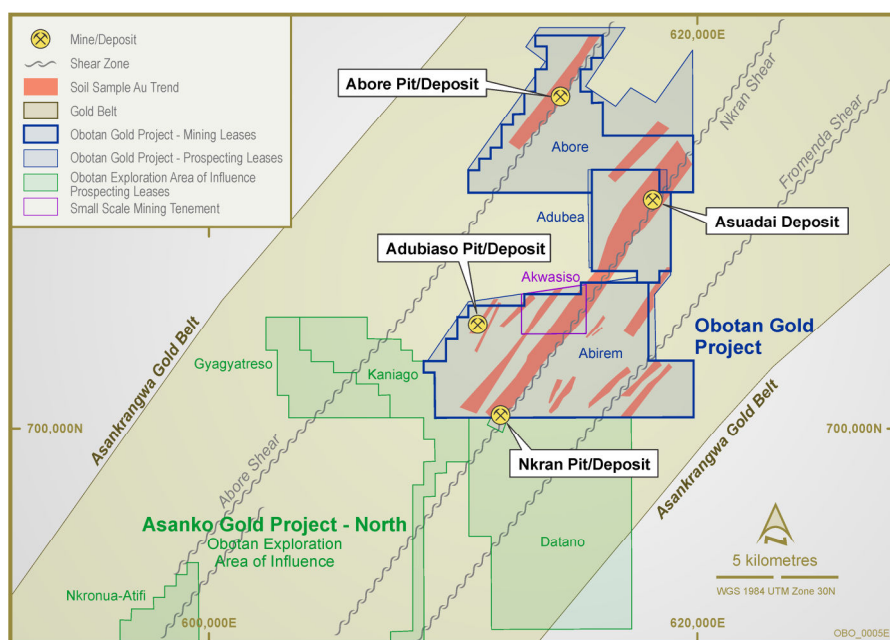 Mine/Deposit
Shear Zone
Soil Sample Au Trend
Gold Belt
Obotan Gold Project - Mining Leases
Obotan Gold Project - Prospecting Leases
Obotan Exploration Area of Influence
Prospecting Leases
Small Scale Mining Tenement
620,000E
Nkran Shear
Fromenda Shear
Abore Pit/Deposit
Abore
Adubea
Asuadai Deposit
Adubiaso Pit/Deposit
Akwasiso
Obotan Gold
Project
Abirem
Gyagyatreso
Kaniago
Asankrangwa Gold Belt
700,000N
700,000N
Nkran Pit/Deposit
Asankrangwa Gold Belt
Abore Shear
Asanko Gold Project - North
Obotan Exploration
Area of Influence
Datano
Nkronua-Atifi
N
5 kilometres
WGS 1984 UTM Zone 30N
600,000E
620,000E
OBO_0005E